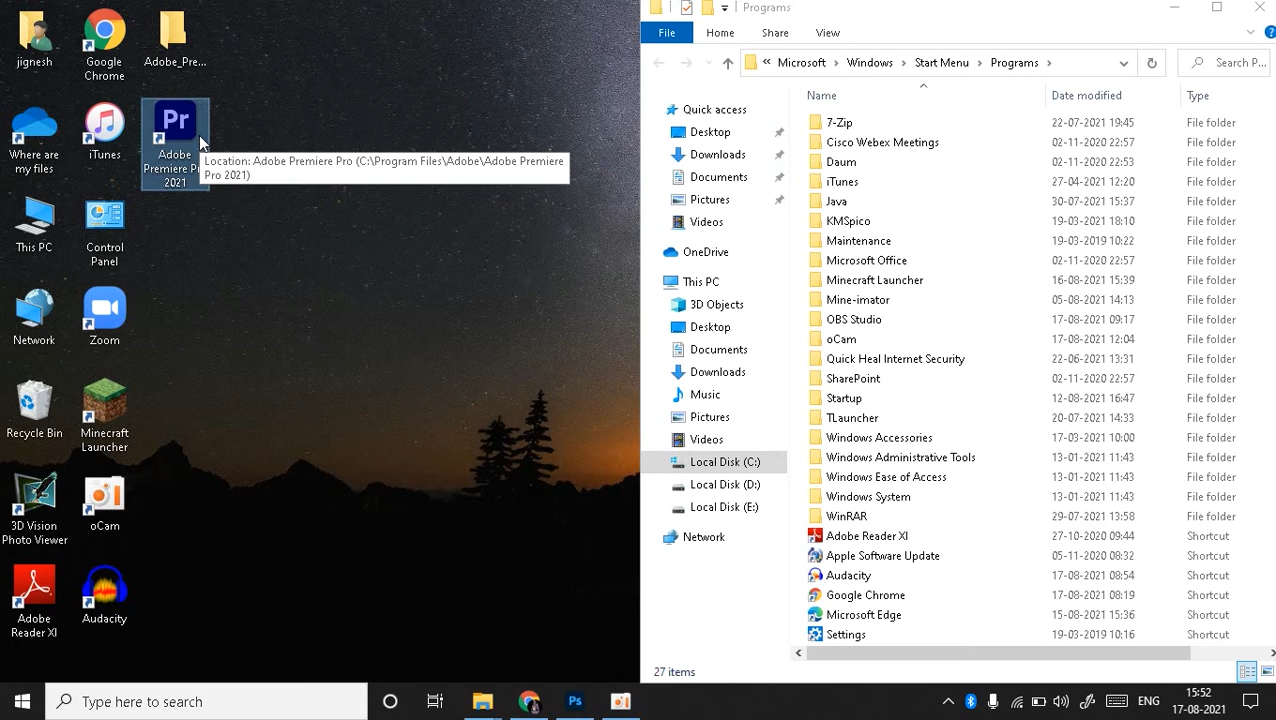 jignesh
Google
Chrome
Adobe_Pre...
Where are
my files
iTunes
Pr
Adobe
Premiere P
2021
Location: Adobe Premiere Pro (C:\Program Files\Adobe\Adobe Premiere
Pro 2021)
This PC
Control
Panel
Network
Zoom
Recycle Bin
Minecraft
Launcher
3D Vision
Photo Viewer
oCam
Adobe
Reader XI
Audacity
Programs
File
Home
Share
View
« Microsoft > Windows > Start Menu > Programs >
Search P...
Quick access
Desktop
Downloads
Documents
Pictures
Videos
OneDrive
This PC
3D Objects
Desktop
Documents
Downloads
Music
Pictures
Videos
Local Disk (C:)
Local Disk (D:)
Local Disk (E:)
Network
Name Date modified Type
7-Zip 22-07-2021 19:45 File folder
Cisco Webex Meetings 02-11-2020 22:57 File folder
Daum 02-11-2020 22:53 File folder
iTunes 27-04-2021 12:20 File folder
Java 30-07-2021 15:37 File folder
KMSpico 19-03-2021 18:10 File folder
Maintenance 19-03-2019 10:22 File folder
Microsoft Office 02-11-2020 22:57 File folder
Minecraft Launcher 16-08-2021 15:39 File folder
Mine-imator 05-08-2021 14:13 File folder
OBS Studio 17-08-2021 09:17 File folder
oCam 17-08-2021 12:04 File folder
Quick Heal Internet Security 22-06-2021 13:31 File folder
SharePoint 02-11-2020 22:57 File folder
Startup 12-08-2021 16:47 File folder
TLauncher 20-07-2021 14:33 File folder
Windows Accessories 17-03-2021 18:00 File folder
Windows Administrative Tools 13-01-2021 11:43 File folder
Windows Ease of Access 13-01-2021 11:43 File folder
Windows System 13-01-2021 11:43 File folder
WinRAR 29-07-2021 13:58 File folder
Adobe Reader XI 27-10-2020 09:44 Shortcut
Apple Software Update 05-11-2020 08:32 Shortcut
Audacity 17-08-2021 08:54 Shortcut
Google Chrome 17-08-2021 08:19 Shortcut
Microsoft Edge 15-08-2021 15:36 Shortcut
Settings 19-03-2019 10:16 Shortcut
27 items
Type here to search
Ps
ENG
15:52
17-08-2021